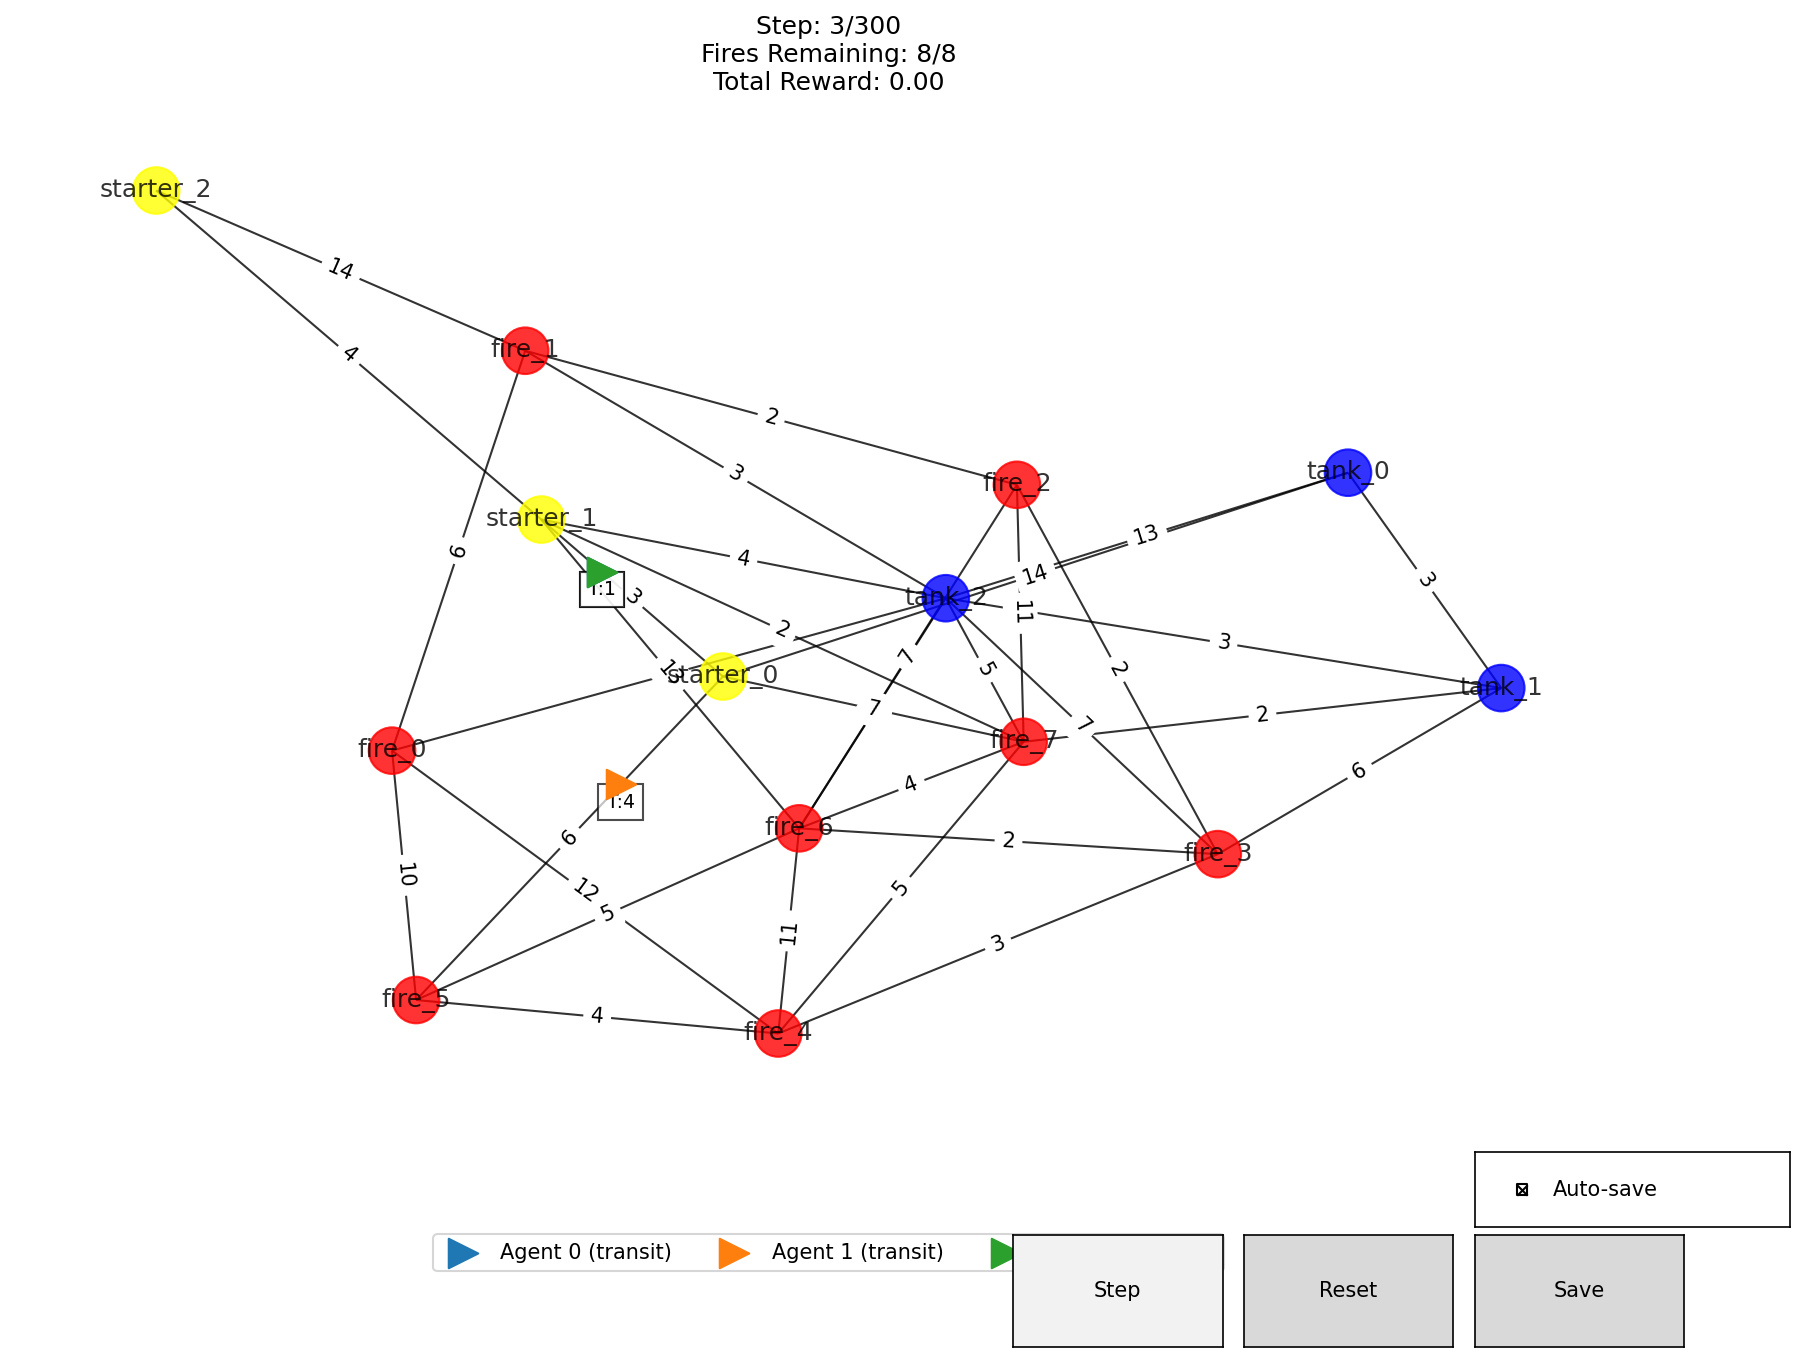 Step: 3/300
Fires Remaining: 8/8
Total Reward: 0.00
starter_2
14
4
fire_1
2
3
6
fire_2
tank_0
starter_1
4
13
14
11
3
T:1
3
tank_2
2
3
7
5
2
starter_0
tank_1
7
2
7
fire_0
fire_7
T:4
4
6
6
fire_6
2
fire_3
10
12
5
5
11
3
fire_5
4
fire_4
Auto-save
Agent 0 (transit)
Agent 1 (transit)
Step
Reset
Save